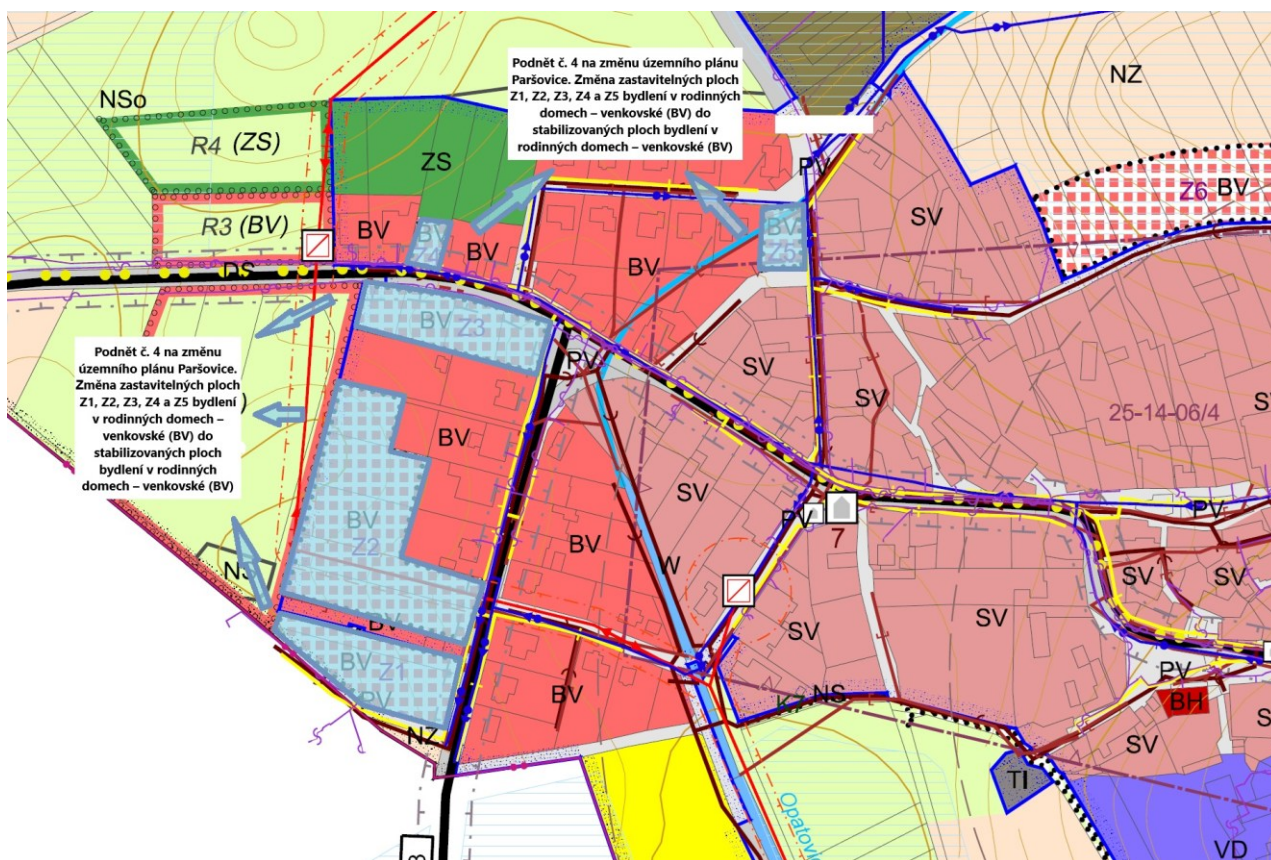 Podnět č. 4 na změnu územního plánu
Paršovice. Změna zastavitelných ploch
Z1, Z2, Z3, Z4 a Z5 bydlení v rodinných
domech – venkovské (BV) do
stabilizovaných ploch bydlení v
rodinných domech – venkovské (BV)
NZ
NSo
R4 (ZS)
ZS
PV
BV
Z6
SV
R3 (BV)
BV
BV
BV
BV
BV
Z5
DS
BV
Z3
Podnět č. 4 na změnu
územního plánu Paršovice.
Změna zastavitelných ploch
Z1, Z2, Z3, Z4 a Z5 bydlení
v rodinných domech –
venkovské (BV) do
stabilizovaných ploch
bydlení v rodinných
domech – venkovské (BV)
PV
SV
SV
25-14-06/4
BV
SV
BV
Z2
PV
7
PV
BV
W
SV
SV
SV
SV
BV
BV
Z1
PV
PV
BV
NS
BH
NZ
SV
TI
VD